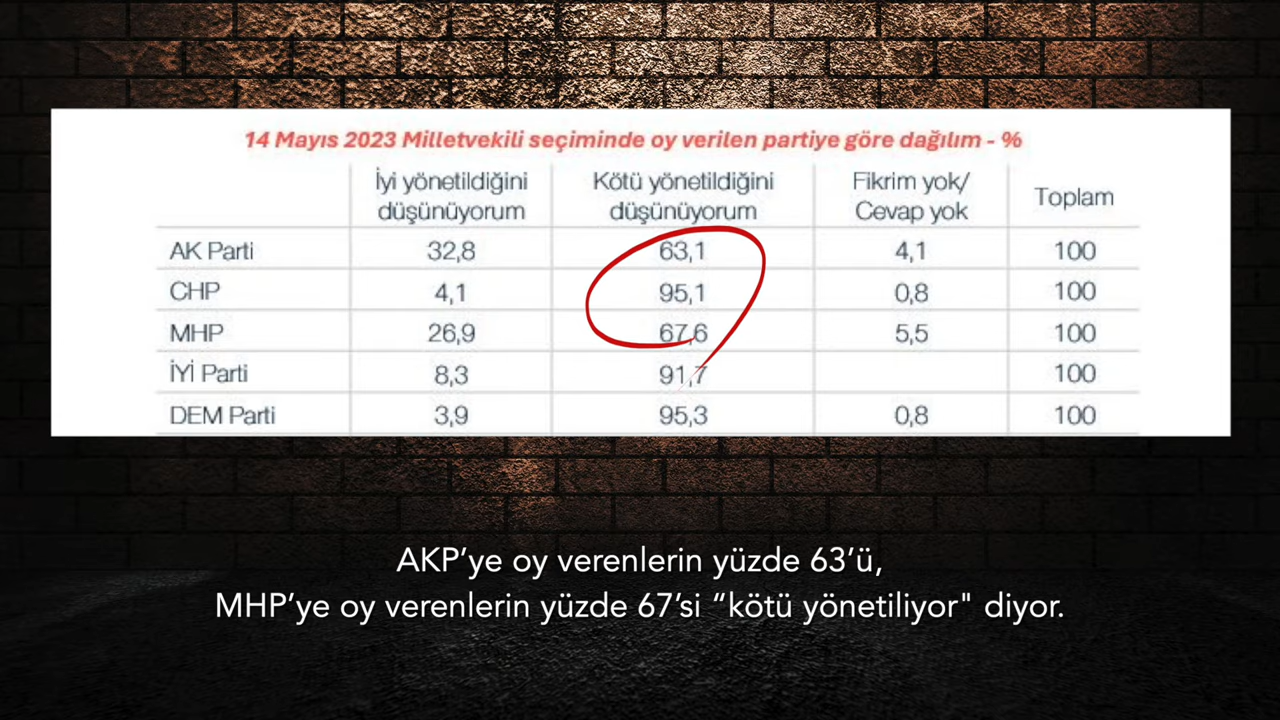 14 Mayıs 2023 Milletvekili seçiminde oy verilen partiye göre dağılım - %
İyi yönetildiğini düşünüyorum Kötü yönetildiğini düşünüyorum Fikrim yok/ Cevap yok Toplam
AK Parti 32,8 63,1 4,1 100
CHP 4,1 95,1 0,8 100
MHP 26,9 67,6 5,5 100
İYİ Parti 8,3 91,7 100
DEM Parti 3,9 95,3 0,8 100
AKP’ye oy verenlerin yüzde 63’ü,
MHP’ye oy verenlerin yüzde 67’si “kötü yönetiliyor" diyor.